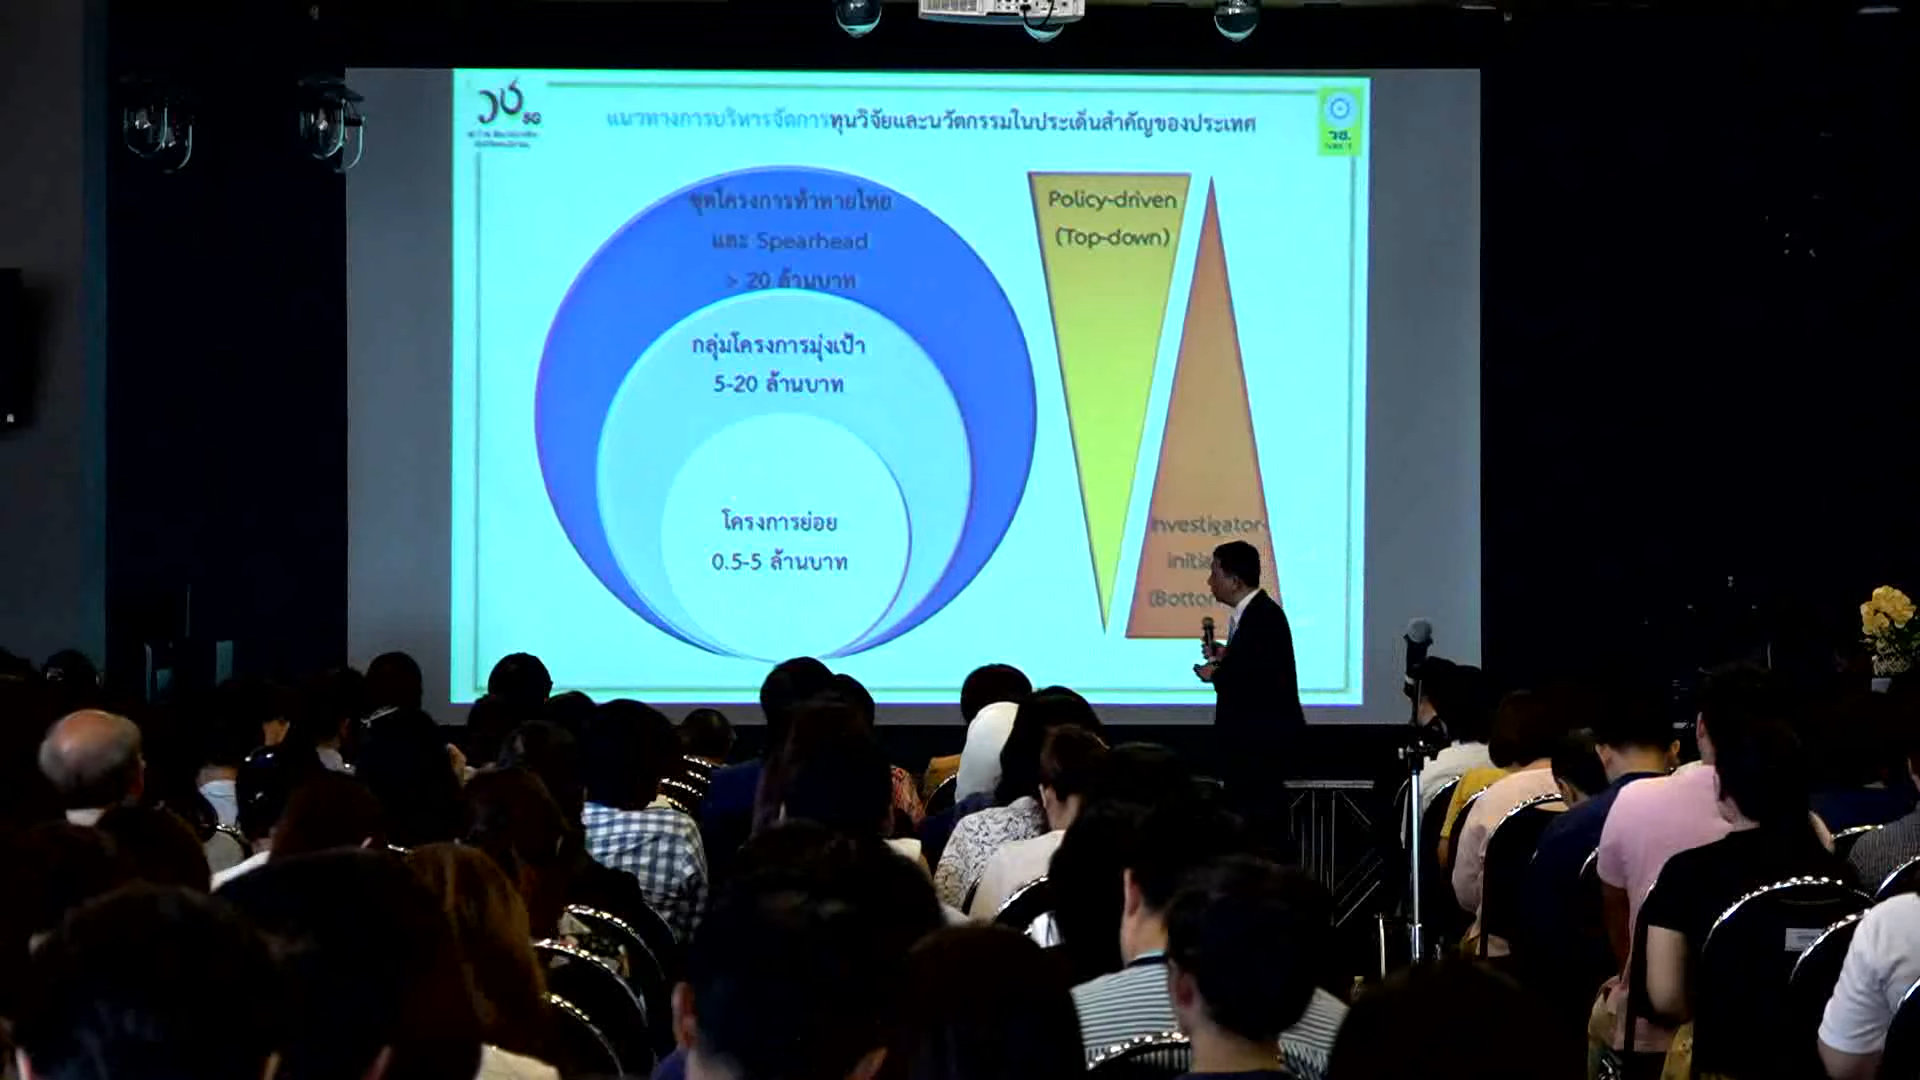 วช 5G
แนวทางการบริหารจัดการทุนวิจัยและนวัตกรรมในประเด็นสำคัญของประเทศ
วช.
ชุดโครงการท้าทายไทย
และ Spearhead
> 20 ล้านบาท
กลุ่มโครงการมุ่งเป้า
5-20 ล้านบาท
โครงการย่อย
0.5-5 ล้านบาท
Policy-driven
(Top-down)
Investigator-